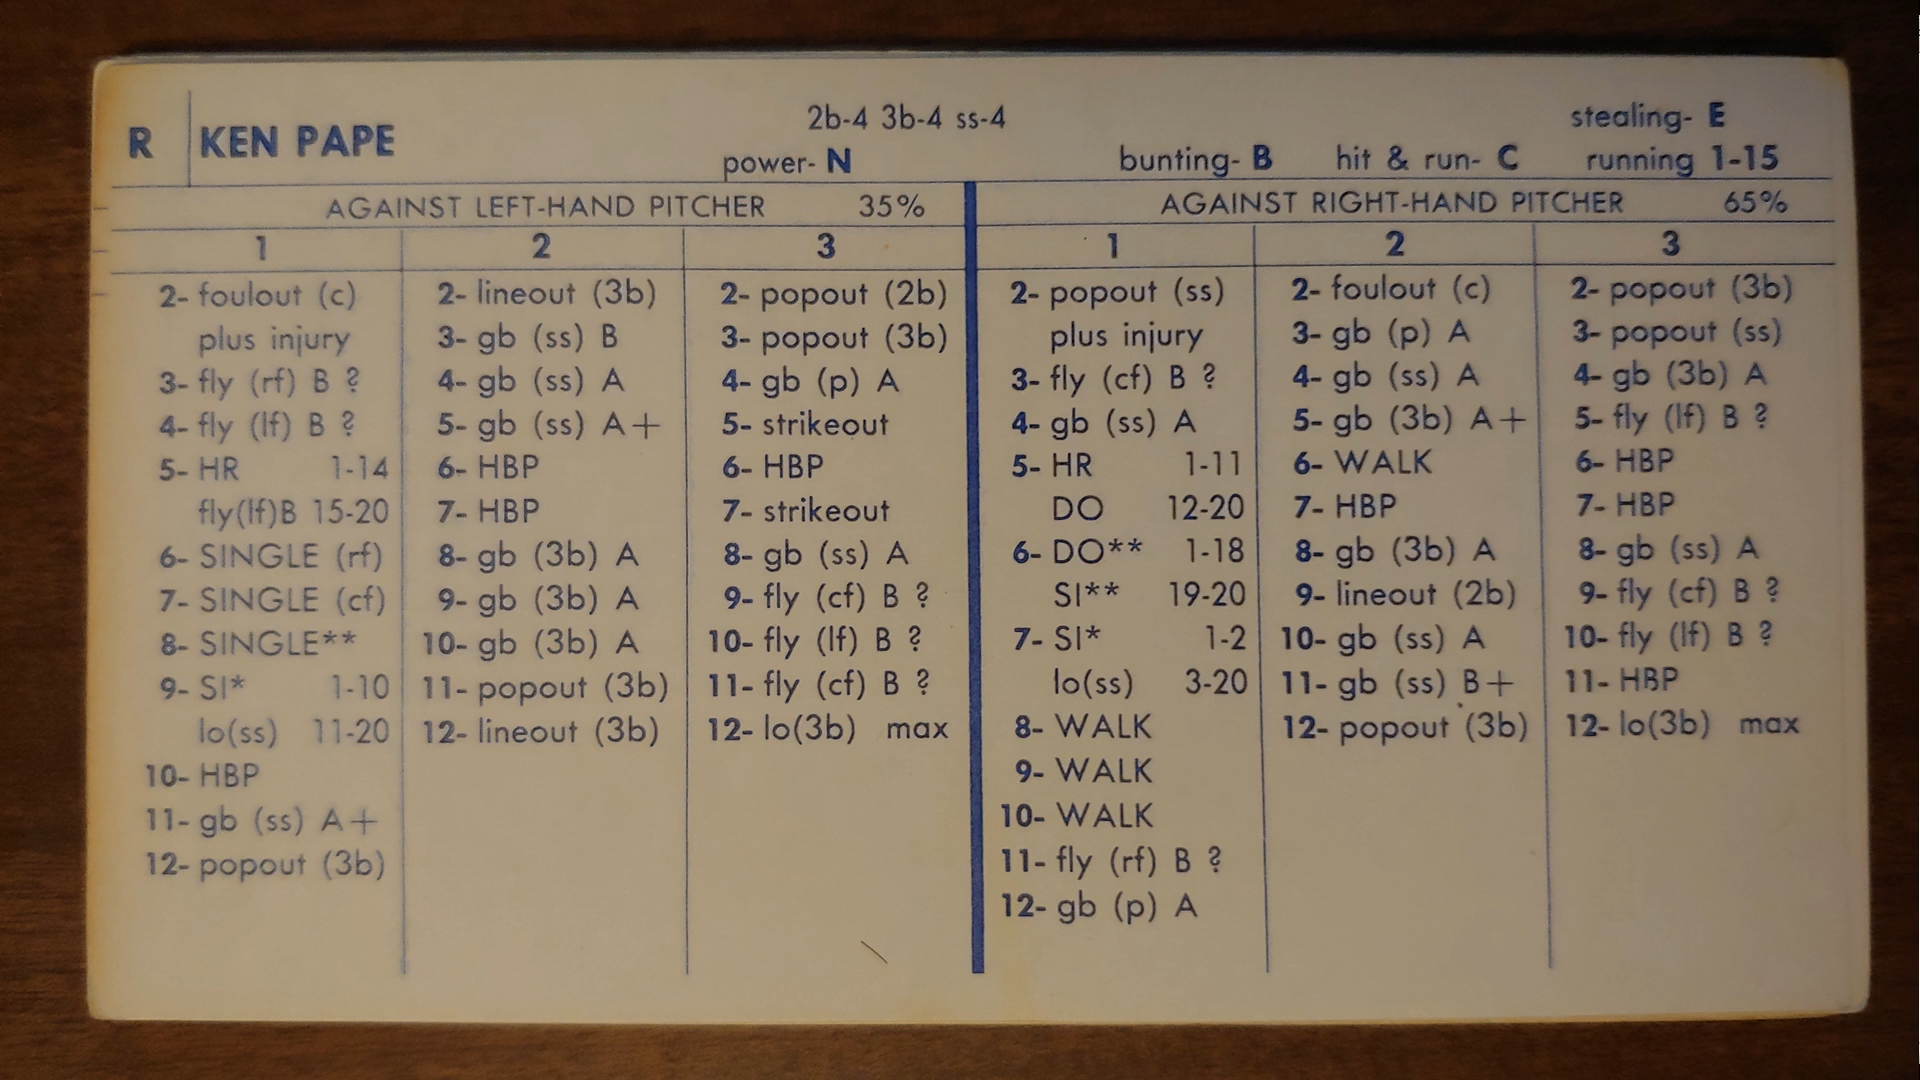 R KEN PAPE
2b-4 3b-4 ss-4
power- N
bunting- B hit & run- C
stealing- E
running 1-15
AGAINST LEFT-HAND PITCHER 35%
1
2- foulout (c)
plus injury
3- fly (rf) B ?
4- fly (lf) B ?
5- HR 1-14
fly(lf)B 15-20
6- SINGLE (rf)
7- SINGLE (cf)
8- SINGLE**
9- SI* 1-10
lo(ss) 11-20
10- HBP
11- gb (ss) A+
12- popout (3b)
2
2- lineout (3b)
3- gb (ss) B
4- gb (ss) A
5- gb (ss) A+
6- HBP
7- HBP
8- gb (3b) A
9- gb (3b) A
10- gb (3b) A
11- popout (3b)
12- lineout (3b)
3
2- popout (2b)
3- popout (3b)
4- gb (p) A
5- strikeout
6- HBP
7- strikeout
8- gb (ss) A
9- fly (cf) B ?
10- fly (lf) B ?
11- fly (cf) B ?
12- lo(3b) max
AGAINST RIGHT-HAND PITCHER 65%
1
2- popout (ss)
plus injury
3- fly (cf) B ?
4- gb (ss) A
5- HR 1-11
DO 12-20
6- DO** 1-18
SI** 19-20
7- SI* 1-2
lo(ss) 3-20
8- WALK
9- WALK
10- WALK
11- fly (rf) B ?
12- gb (p) A
2
2- foulout (c)
3- gb (p) A
4- gb (ss) A
5- gb (3b) A+
6- WALK
7- HBP
8- gb (3b) A
9- lineout (2b)
10- gb (ss) A
11- gb (ss) B+
12- popout (3b)
3
2- popout (3b)
3- popout (ss)
4- gb (3b) A
5- fly (lf) B ?
6- HBP
7- HBP
8- gb (ss) A
9- fly (cf) B ?
10- fly (lf) B ?
11- HBP
12- lo(3b) max